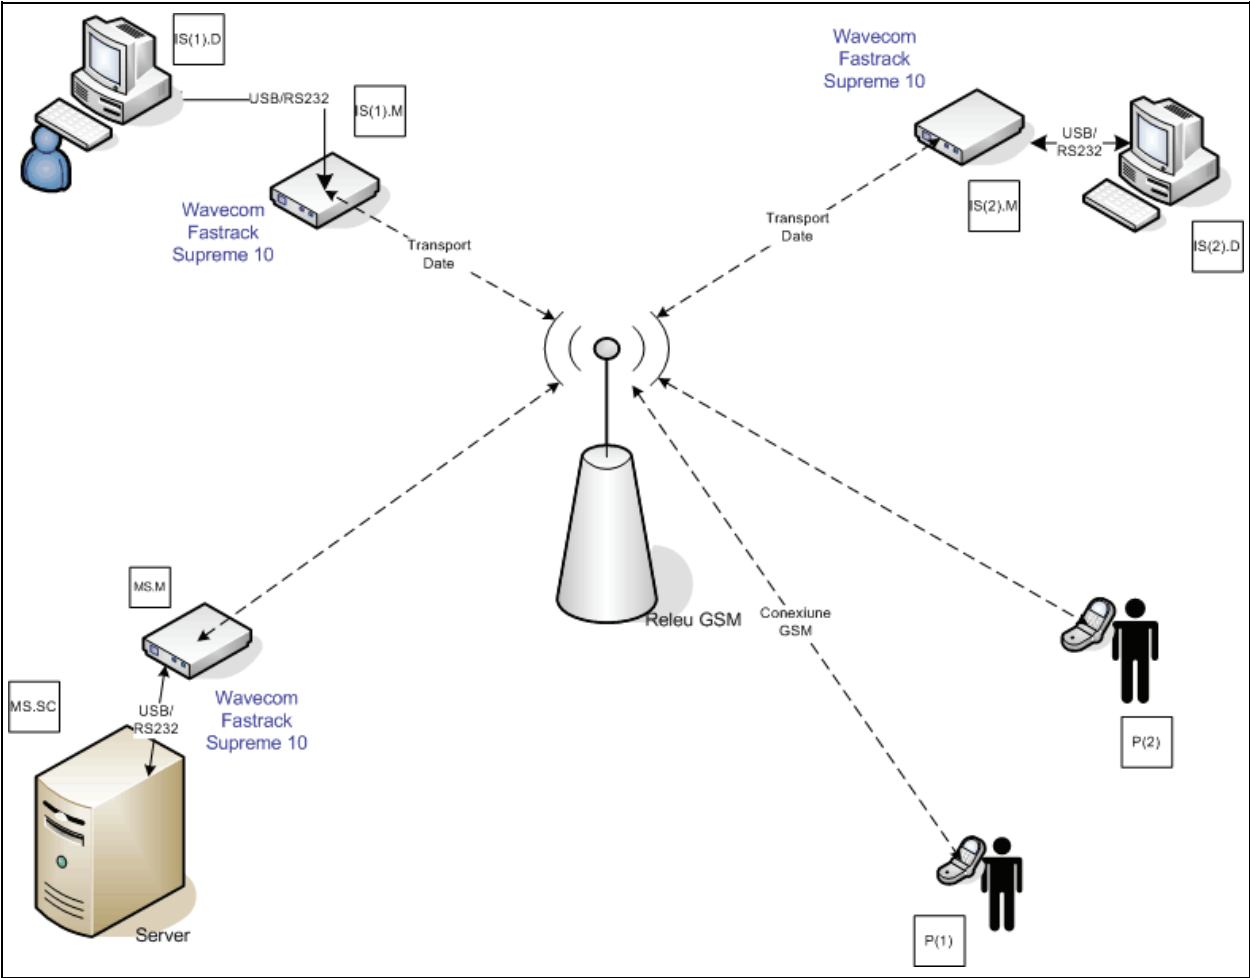 IS(1).D
USB/RS232
IS(1).M
Wavecom
Fastrack
Supreme 10
Transport
Date
Wavecom
Fastrack
Supreme 10
USB/
RS232
IS(2).M
IS(2).D
Transport
Date
MS.M
MS.SC
USB/
RS232
Wavecom
Fastrack
Supreme 10
Server
Releu GSM
Conexiune
GSM
P(2)
P(1)